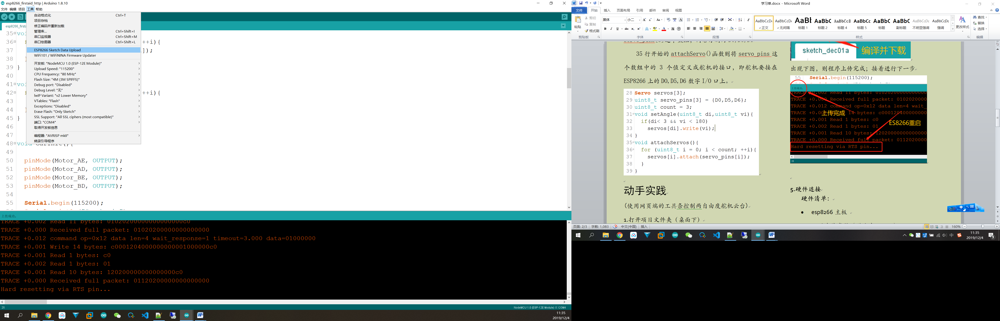 esp8266_firstaid_http | Arduino 1.8.10
文件 编辑 项目 工具 帮助
自动格式化 Ctrl+T
项目存档
修正编码并重新加载
管理库... Ctrl+Shift+I
串口监视器 Ctrl+Shift+M
串口绘图器 Ctrl+Shift+L
ESP8266 Sketch Data Upload
WiFi101 / WiFiNINA Firmware Updater
开发板: "NodeMCU 1.0 (ESP-12E Module)"
Upload Speed: "115200"
CPU Frequency: "80 MHz"
Flash Size: "4M (3M SPIFFS)"
Debug port: "Disabled"
Debug Level: "无"
lwIP Variant: "v2 Lower Memory"
VTables: "Flash"
Exceptions: "Disabled"
Erase Flash: "Only Sketch"
SSL Support: "All SSL ciphers (most compatible)"
端口: "COM4"
取得开发板信息
编程器: "AVRISP mkII"
烧录引导程序
esp8266_firsta
35 vo
36 f ++i){
37 ]);
38
39 }
40
41 vo
42 f ++i){
43
44
45 }
46
47
48 void CarInit(){
49
50 pinMode(Motor_AE, OUTPUT);
51 pinMode(Motor_AD, OUTPUT);
52 pinMode(Motor_BE, OUTPUT);
53 pinMode(Motor_BD, OUTPUT);
54
55 Serial.begin(115200);
上传成功。
TRACE +0.002 Read 11 bytes: 01020200000000000000c0
TRACE +0.000 Received full packet: 01020200000000000000
TRACE +0.012 command op=0x12 data len=4 wait_response=1 timeout=3.000 data=01000000
TRACE +0.001 Write 14 bytes: c00012040000000000001000000c0
TRACE +0.001 Read 1 bytes: c0
TRACE +0.002 Read 1 bytes: 01
TRACE +0.001 Read 10 bytes: 120200000000000000c0
TRACE +0.000 Received full packet: 01120200000000000000
Hard resetting via RTS pin...
25
NodeMCU 1.0 (ESP-12E Module) 在 COM4
11:35
2019/12/4
学习单.docx - Microsoft Word
文件 开始 插入 页面布局 引用 邮件 审阅 视图
粘贴 剪切
复制
格式刷
黑体 小二
AaBbCcDc AaBbCcDc AaBl AaBbC AaBbCcD AaBbCc AaBbC AaBbC AaBbCcDc AaBbCcDc
正文 无间隔 标题 1 标题 2 标题 4 标题 5 标题 副标题 不明显强调 强调
更改样式
查找
替换
选择
剪贴板 字体 段落 样式 编辑
35 行开始的 attachServo()函数则将 servo_pins 这
个数组中的 3 个值定义成舵机的接口，即舵机要接在
ESP8266 上的 D0,D5,D6 数字 I/O 口上。
28 Servo servos[3];
29 uint8_t servo_pins[3] = {D0,D5,D6};
30 uint8_t count = 3;
31 void setAngle(uint8_t di,uint8_t vi){
32 if(di< 3 && vi < 180)
33 servos[di].write(vi);
34 }
35 void attachServos(){
36 for (uint8_t i = 0; i < count; ++i){
37 servos[i].attach(servo_pins[i]);
38 }
39 }
动手实践
(使用网页端的工具条控制两自由度舵机云台)
1.打开项目文件夹（桌面下）
sketch_dec01a 编译并下载
出现下图，则程序上传完成；接着进行下一步
55 Serial.begin(115200);
上传成功。
TRACE +0.002 Read 11 bytes: 0102020000000000
TRACE +0.000 Received full packet: 0102020000
TRACE +0.012 command op=0x12 data len=4 wait_
14 bytes: c000120400000000
上传完成
TRACE +0.001 Read 1 bytes: c0
TRACE +0.002 Read 1 bytes: 01
ES8266重启
TRACE +0.001 Read 10 bytes: 12020000000000
TRACE +0.000 Received full packet: 0112020000
Hard resetting via RTS pin...
25
5.硬件连接
硬件清单：
• esp8266 主板
页面: 2/3 字数: 1,083 中文(中国) 插入 160%
11:35
2019/12/4